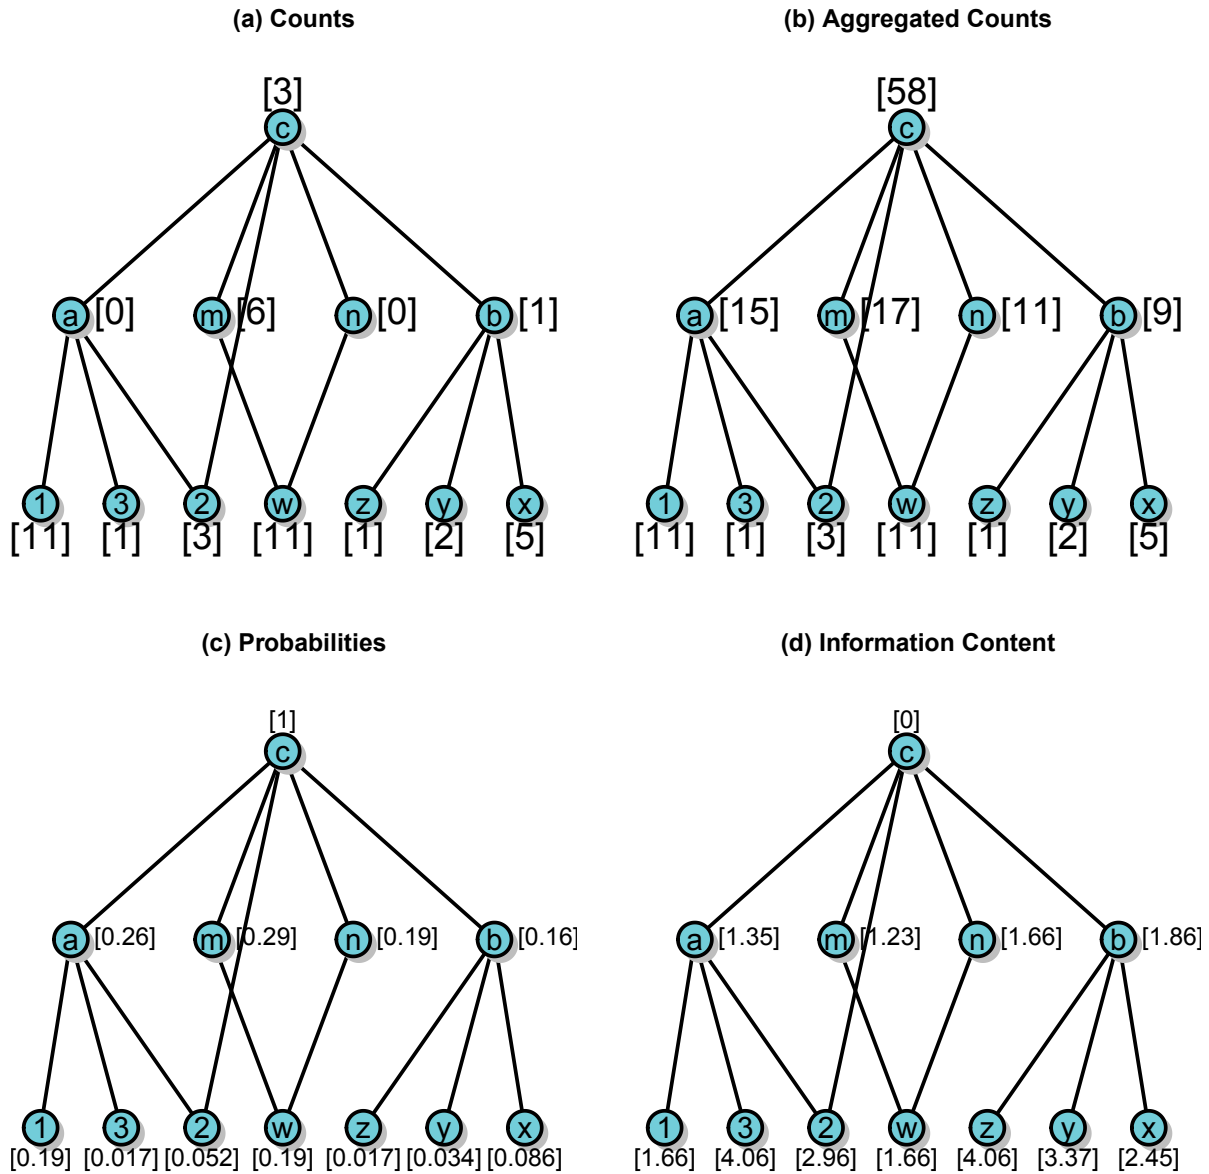 (a) Counts
(b) Aggregated Counts
[3]
[58]
c
c
a [0] m [6] n [0] b [1]
a [15] m [17] n [11] b [9]
1 3 2 w z y x
1 3 2 w z y x
[11] [1] [3] [11] [1] [2] [5]
[11] [1] [3] [11] [1] [2] [5]
(c) Probabilities
(d) Information Content
[1]
[0]
c
c
a [0.26] m [0.29] n [0.19] b [0.16]
a [1.35] m [1.23] n [1.66] b [1.86]
1 3 2 w z y x
1 3 2 w z y x
[0.19] [0.017] [0.052] [0.19] [0.017] [0.034] [0.086]
[1.66] [4.06] [2.96] [1.66] [4.06] [3.37] [2.45]